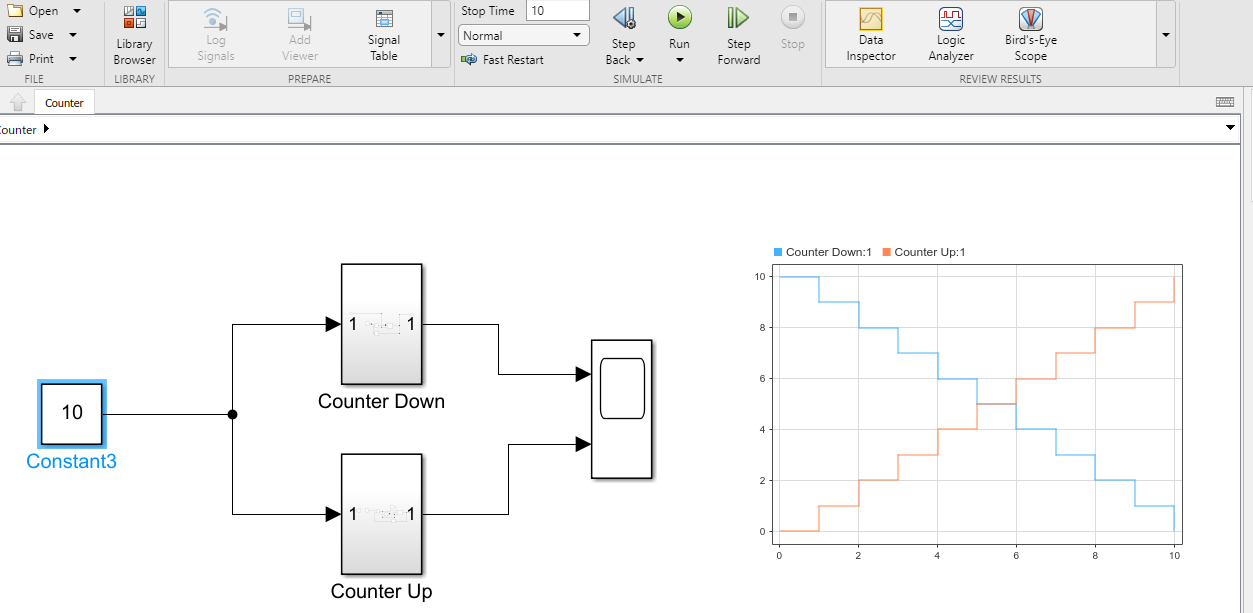 Open
Save
Print
FILE
Library
Browser
LIBRARY
Log
Signals
Add
Viewer
Signal
Table
PREPARE
Stop Time 10
Normal
Fast Restart
Step
Back
Run
Step
Forward
Stop
SIMULATE
Data
Inspector
Logic
Analyzer
Bird's-Eye
Scope
REVIEW RESULTS
Counter
ounter
10
Constant3
1 1
Counter Down
1 1
Counter Up
Counter Down:1 Counter Up:1
10
8
6
4
2
0
0 2 4 6 8 10